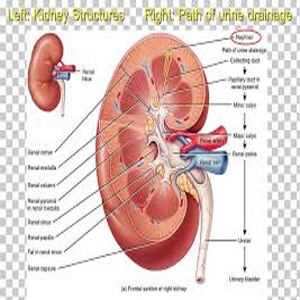 Left: Kidney Structures Right: Path of urine drainage
Nephron
Path of urine drainage
Collecting duct
Papillary duct in
renal pyramid
Minor calyx
Major calyx
Renal pelvis
Ureter
Urinary bladder
Renal
hilus
Renal artery
Renal vein
Renal cortex
Renal medulla
Renal column
Renal pyramid
in renal medulla
Renal sinus
Renal papilla
Fat in renal sinus
Renal capsule
(a) Frontal section of right kidney